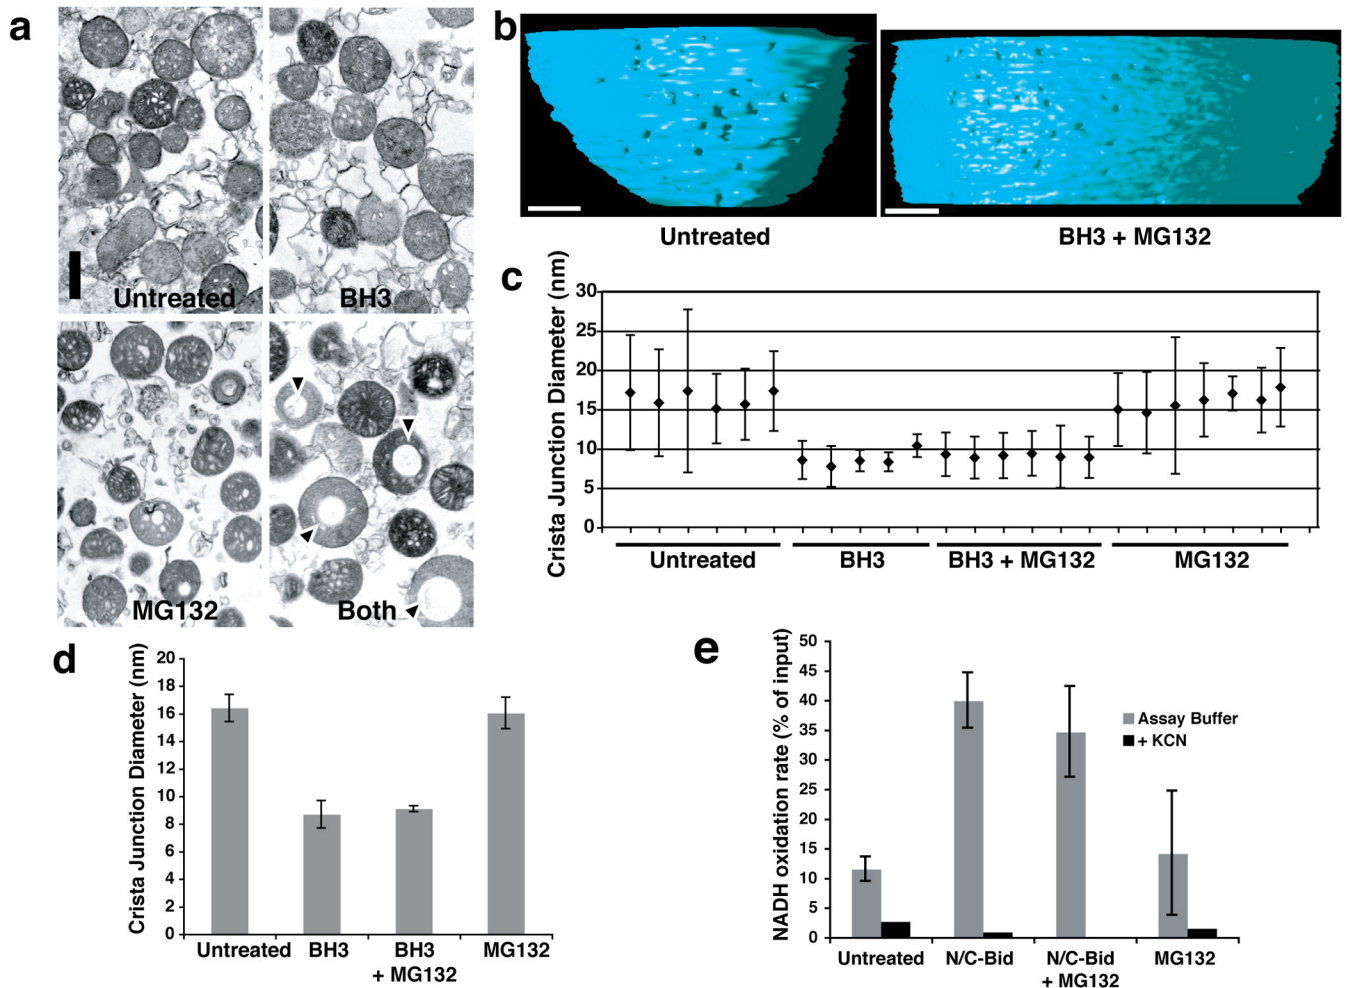 a
Untreated
BH3
MG132
Both
b
Untreated
BH3 + MG132
c
Crista Junction Diameter (nm)
30
25
20
15
10
5
0
Untreated
BH3
BH3 + MG132
MG132
d
Crista Junction Diameter (nm)
20
18
16
14
12
10
8
6
4
2
0
Untreated
BH3
BH3
+ MG132
MG132
e
NADH oxidation rate (% of input)
50
45
40
35
30
25
20
15
10
5
0
Assay Buffer
+ KCN
Untreated
N/C-Bid
N/C-Bid
+ MG132
MG132